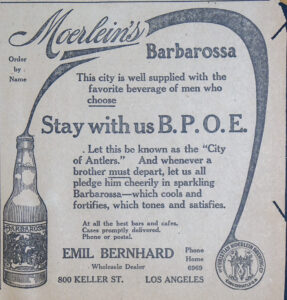 Moerlein's
Barbarossa
Order
by
Name
This city is well supplied with the
favorite beverage of men who
choose
Stay with us B. P. O. E.
Let this be known as the "City
of Antlers." And whenever a
brother must depart, let us all
pledge him cheerily in sparkling
Barbarossa—which cools and
fortifies, which tones and satisfies.
At all the best bars and cafes.
Cases promptly delivered.
Phone or postal.
EMIL BERNHARD
Wholesale Dealer
Phone
Home
6969
800 KELLER ST. LOS ANGELES
BARBAROSSA